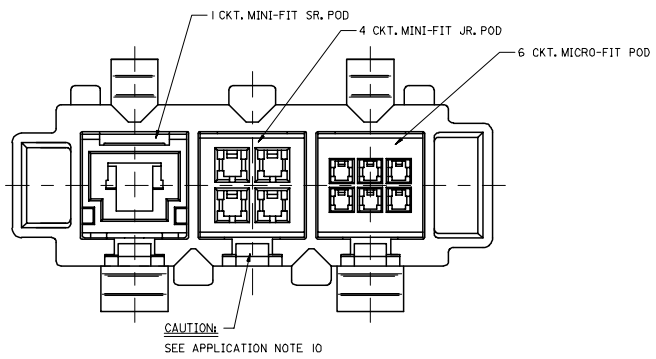 1 CKT. MINI-FIT SR. POD
4 CKT. MINI-FIT JR. POD
6 CKT. MICRO-FIT POD
CAUTION:
SEE APPLICATION NOTE 10